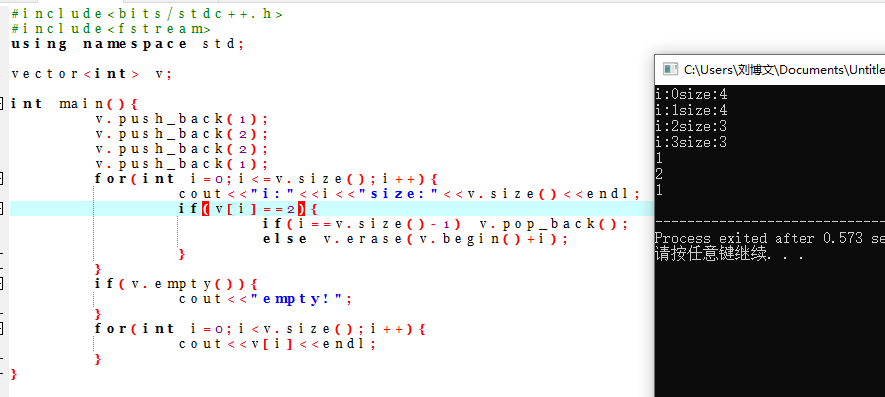 #include<bits/stdc++.h>
#include<fstream>
using namespace std;
vector<int> v;
int main(){
v.push_back(1);
v.push_back(2);
v.push_back(2);
v.push_back(1);
for(int i=0;i<=v.size();i++){
cout<<"i:"<<i<<"size:"<<v.size()<<endl;
if(v[i]==2){
if(i==v.size()-1) v.pop_back();
else v.erase(v.begin()+i);
}
}
if(v.empty()){
cout<<"empty!";
}
for(int i=0;i<v.size();i++){
cout<<v[i]<<endl;
}
}
C:\Users\刘博文\Documents\Untitle
i:0size:4
i:1size:4
i:2size:3
i:3size:3
1
2
1
--------------------------------
Process exited after 0.573 se
请按任意键继续. . .